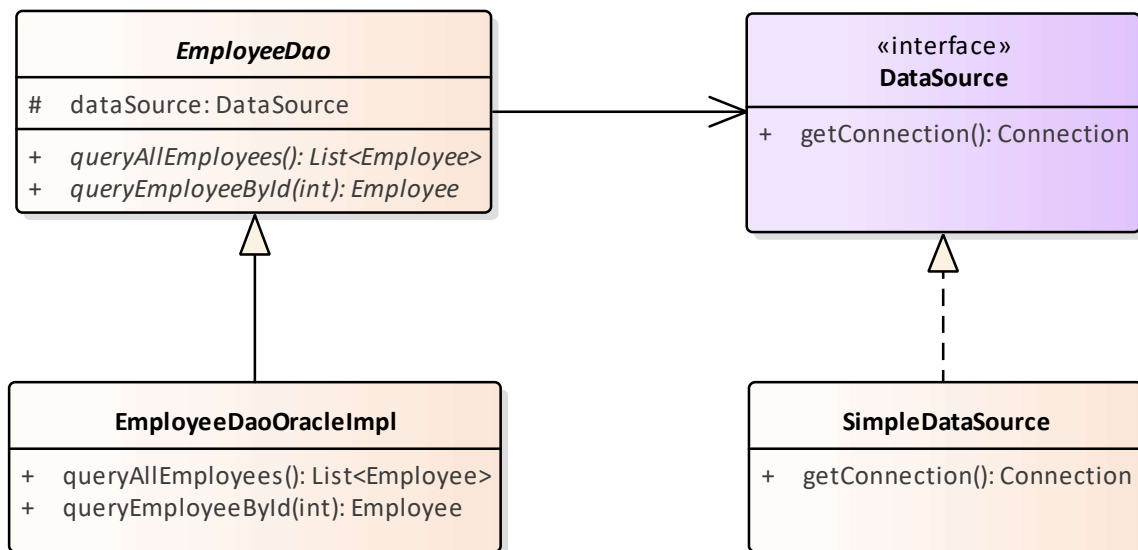 EmployeeDao
# dataSource: DataSource
+ queryAllEmployees(): List<Employee>
+ queryEmployeeById(int): Employee
«interface»
DataSource
+ getConnection(): Connection
EmployeeDaoOracleImpl
+ queryAllEmployees(): List<Employee>
+ queryEmployeeById(int): Employee
SimpleDataSource
+ getConnection(): Connection